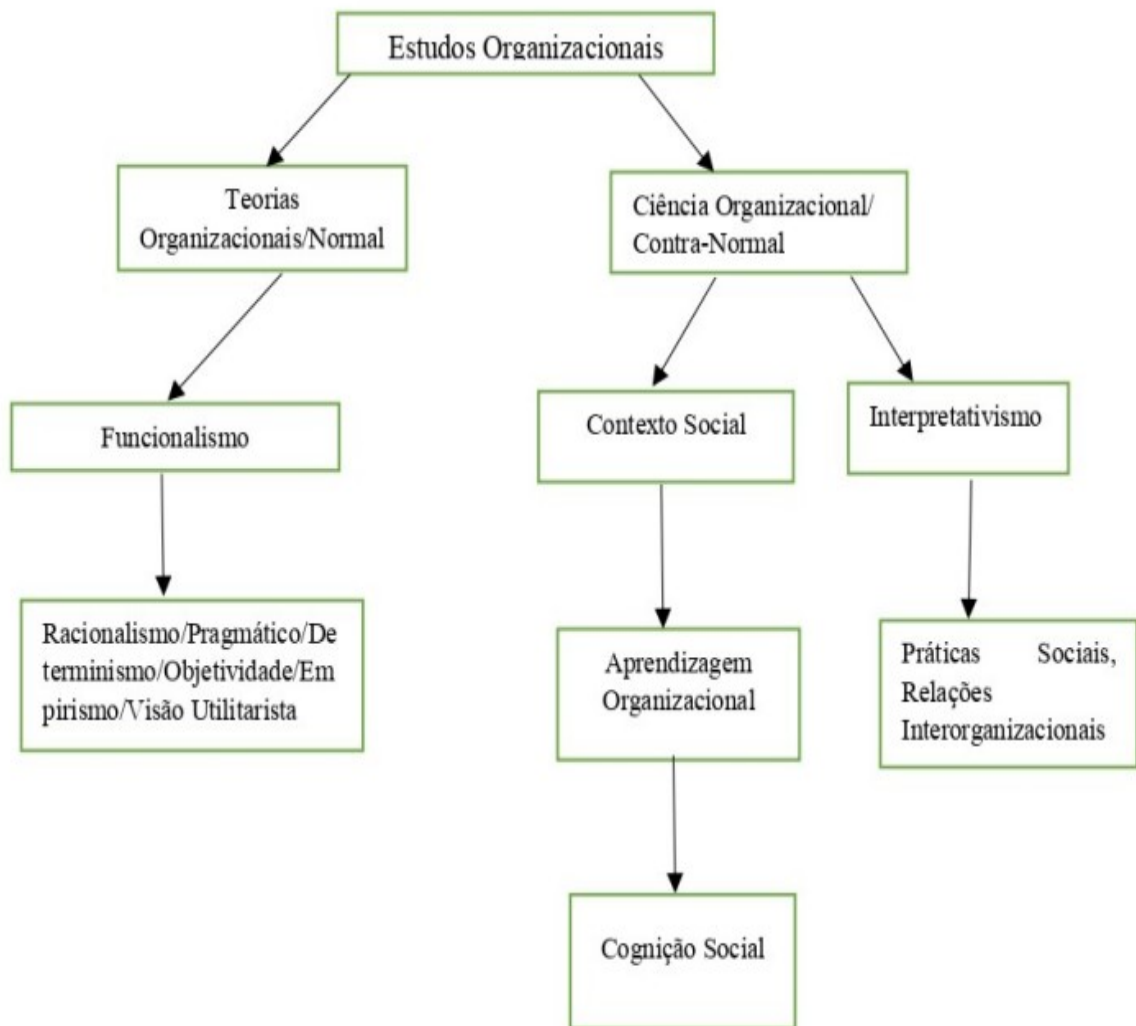 Estudos Organizacionais
Teorias
Organizacionais/Normal
Ciência Organizacional/
Contra-Normal
Funcionalismo
Contexto Social
Interpretativismo
Racionalismo/Pragmático/De
terminismo/Objetividade/Em
pirismo/Visão Utilitarista
Aprendizagem
Organizacional
Práticas Sociais,
Relações
Interorganizacionais
Cognição Social